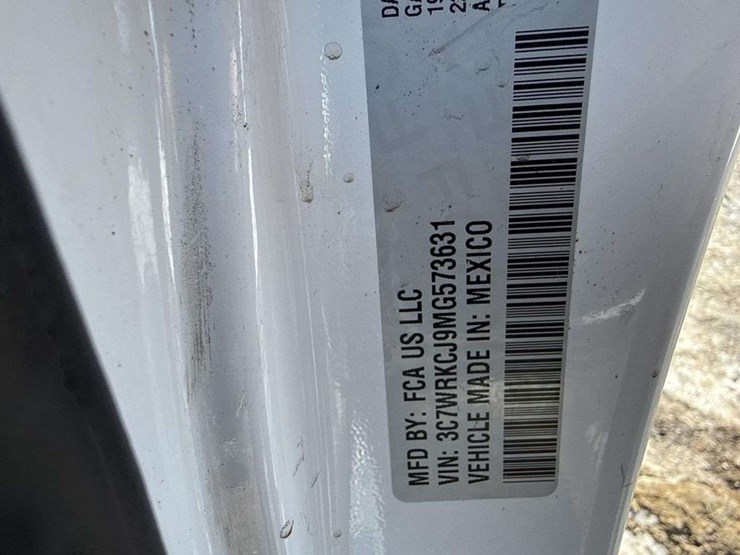 MFD BY: FCA US LLC
VIN: 3C7WRKCJ9MG573631
VEHICLE MADE IN: MEXICO